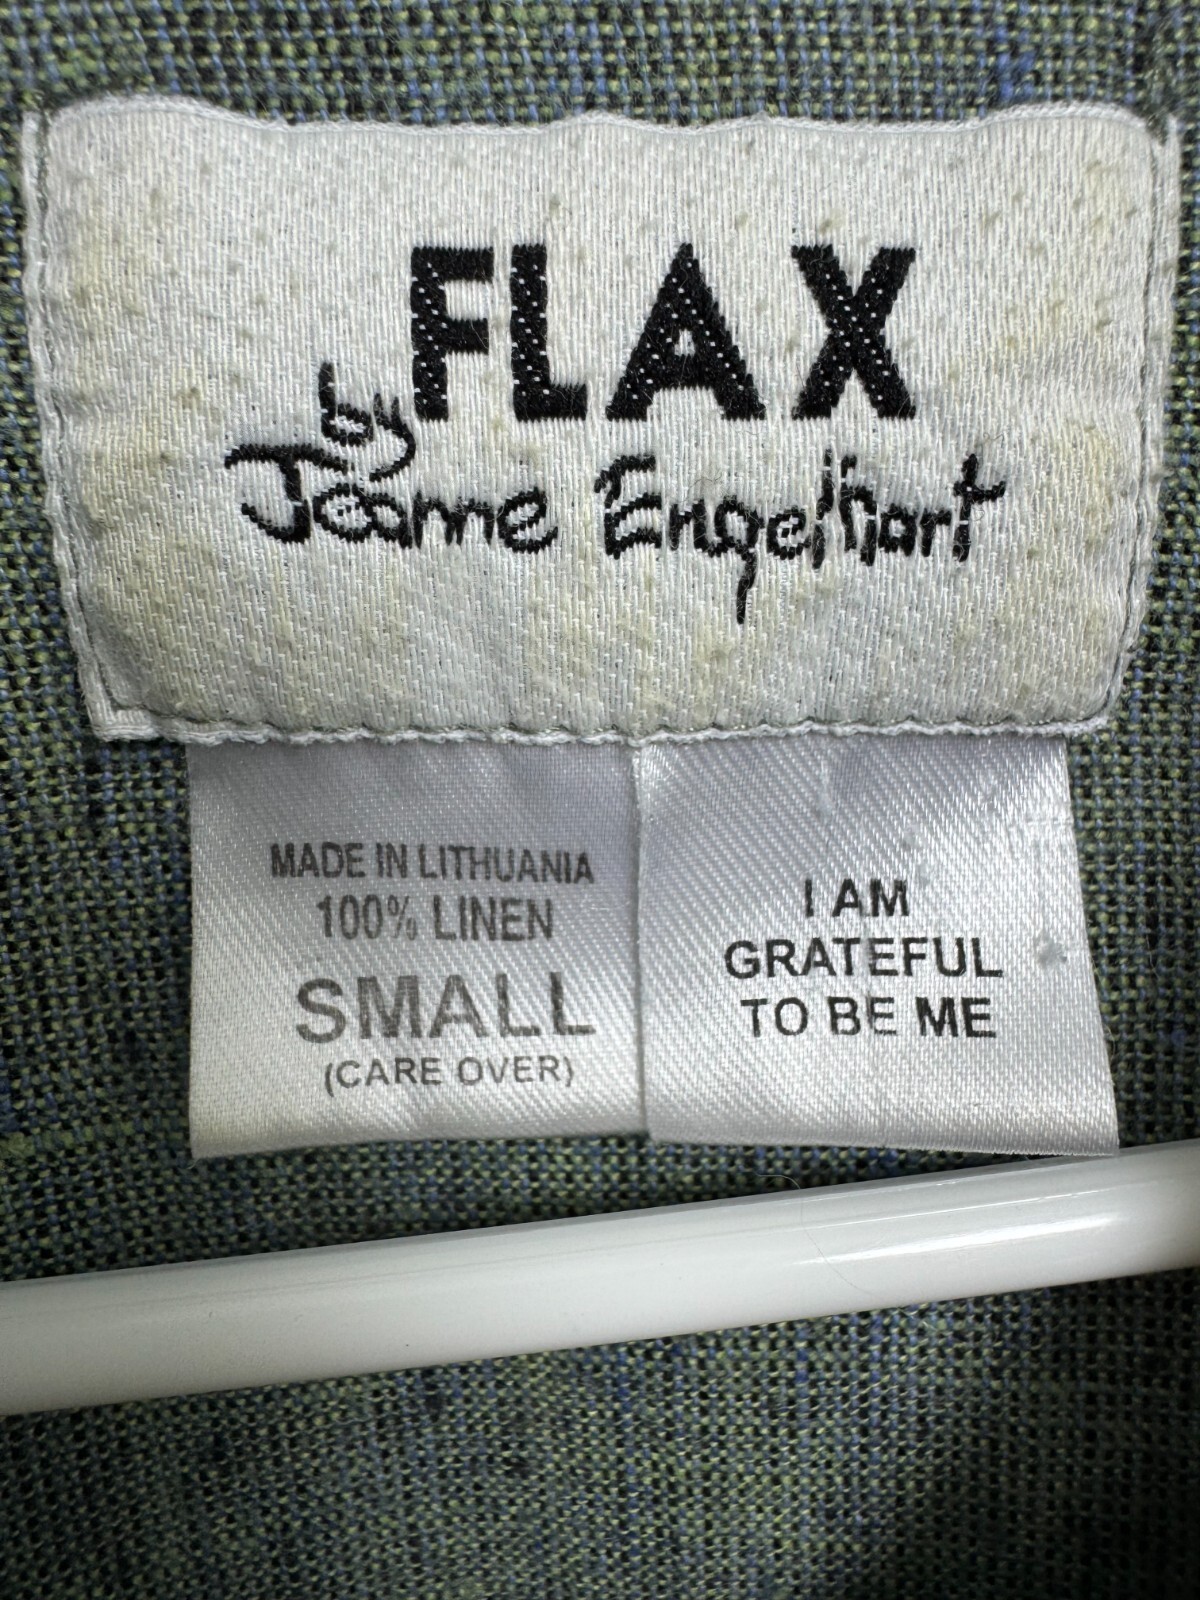 FLAX
by
Jeanne Engelhart
MADE IN LITHUANIA
100% LINEN
SMALL
(CARE OVER)
I AM
GRATEFUL
TO BE ME